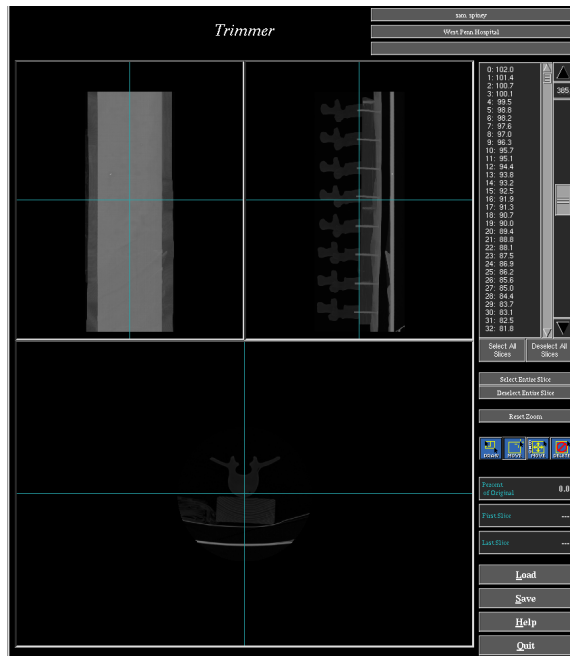 Trimmer
West Penn Hospital
0: 102.0
1: 101.4
2: 100.7
3: 100.1
4: 99.5
5: 98.8
6: 98.2
7: 97.6
8: 97.0
9: 96.3
10: 95.7
11: 95.1
12: 94.4
13: 93.8
14: 93.2
15: 92.5
16: 91.9
17: 91.3
18: 90.7
19: 90.0
20: 89.4
21: 88.8
22: 88.1
23: 87.5
24: 86.9
25: 86.2
26: 85.6
27: 85.0
28: 84.4
29: 83.7
30: 83.1
31: 82.5
32: 81.8
385
Select All Slices
Deselect All Slices
Select Entire Slice
Deselect Entire Slice
Reset Zoom
DRAW
MOVE
MOVE
DELETE
Percent
of Original 0.0
First Slice ---
Last Slice ---
Load
Save
Help
Quit